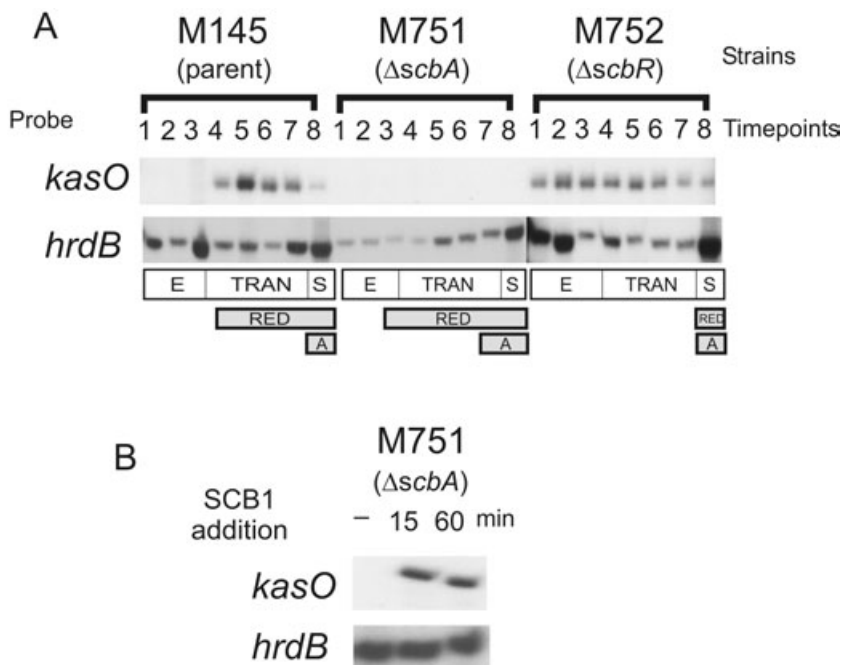 A
M145 M751 M752
(parent) (ΔscbA) (ΔscbR) Strains
Probe 1 2 3 4 5 6 7 8 1 2 3 4 5 6 7 8 1 2 3 4 5 6 7 8 Timepoints
kasO
hrdB
E TRAN S E TRAN S E TRAN S
RED RED RED
A A A
B
M751
(ΔscbA)
SCB1 addition – 15 60 min
kasO
hrdB